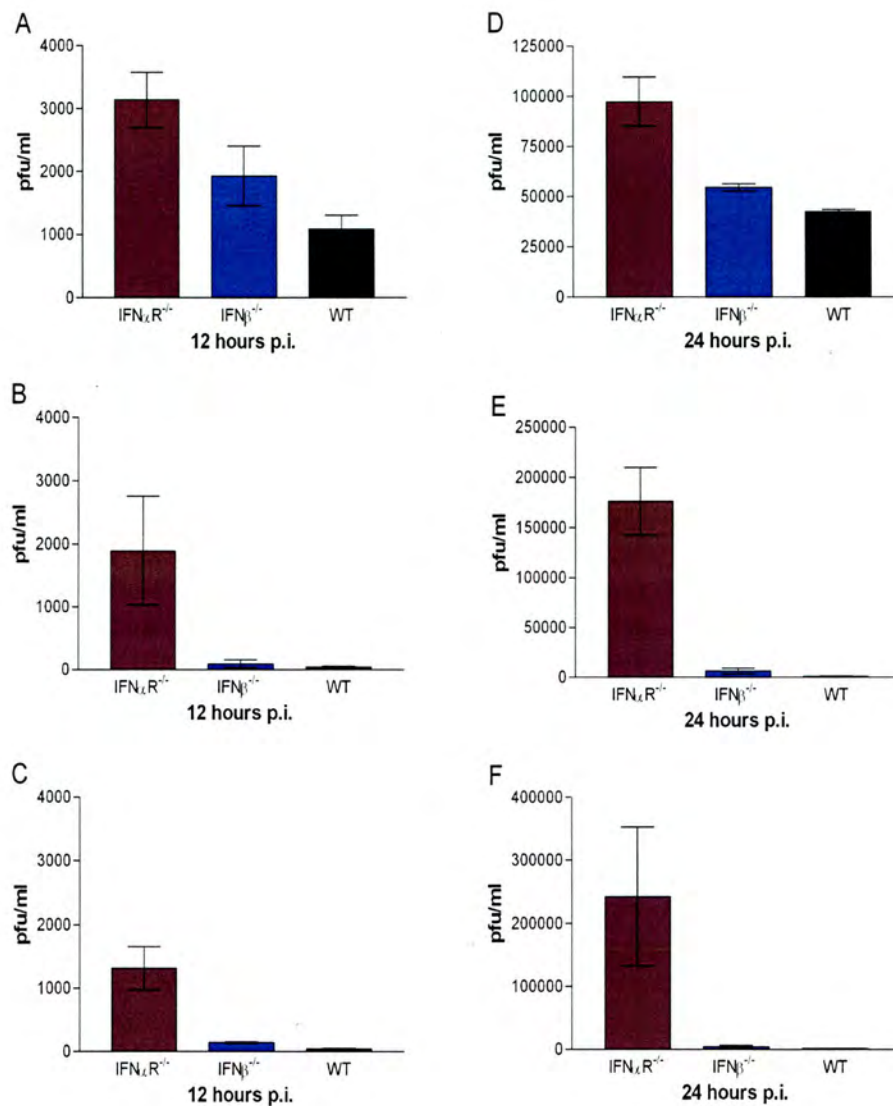 A
pfu/ml
4000
3000
2000
1000
0
IFNαR⁻/⁻ IFNβ⁻/⁻ WT
12 hours p.i.
D
pfu/ml
125000
100000
75000
50000
25000
0
IFNαR⁻/⁻ IFNβ⁻/⁻ WT
24 hours p.i.
B
pfu/ml
4000
3000
2000
1000
0
IFNαR⁻/⁻ IFNβ⁻/⁻ WT
12 hours p.i.
E
pfu/ml
250000
200000
150000
100000
50000
0
IFNαR⁻/⁻ IFNβ⁻/⁻ WT
24 hours p.i.
C
pfu/ml
4000
3000
2000
1000
0
IFNαR⁻/⁻ IFNβ⁻/⁻ WT
12 hours p.i.
F
pfu/ml
400000
300000
200000
100000
0
IFNαR⁻/⁻ IFNβ⁻/⁻ WT
24 hours p.i.